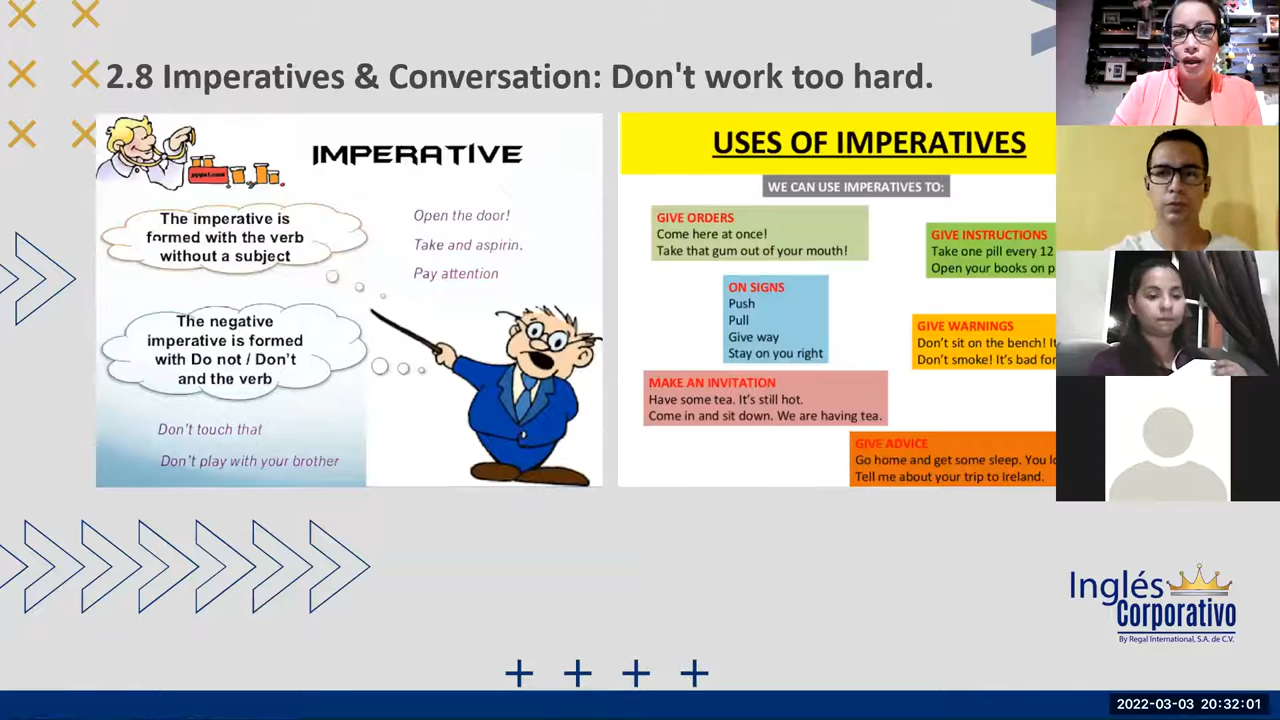 2.8 Imperatives & Conversation: Don't work too hard.
IMPERATIVE
The imperative is
formed with the verb
without a subject
Open the door!
Take and aspirin.
Pay attention
The negative
imperative is formed
with Do not / Don't
and the verb
Don't touch that
Don't play with your brother
USES OF IMPERATIVES
WE CAN USE IMPERATIVES TO:
GIVE ORDERS
Come here at once!
Take that gum out of your mouth!
GIVE INSTRUCTIONS
Take one pill every 12
Open your books on
ON SIGNS
Push
Pull
Give way
Stay on you right
GIVE WARNINGS
Don't sit on the bench!
Don't smoke! It's bad for
MAKE AN INVITATION
Have some tea. It's still hot.
Come in and sit down. We are having tea.
GIVE ADVICE
Go home and get some sleep. You
Tell me about your trip to Ireland.
Inglés
Corporativo
By Regal International, S.A. de C.V.
2022-03-03 20:32:01